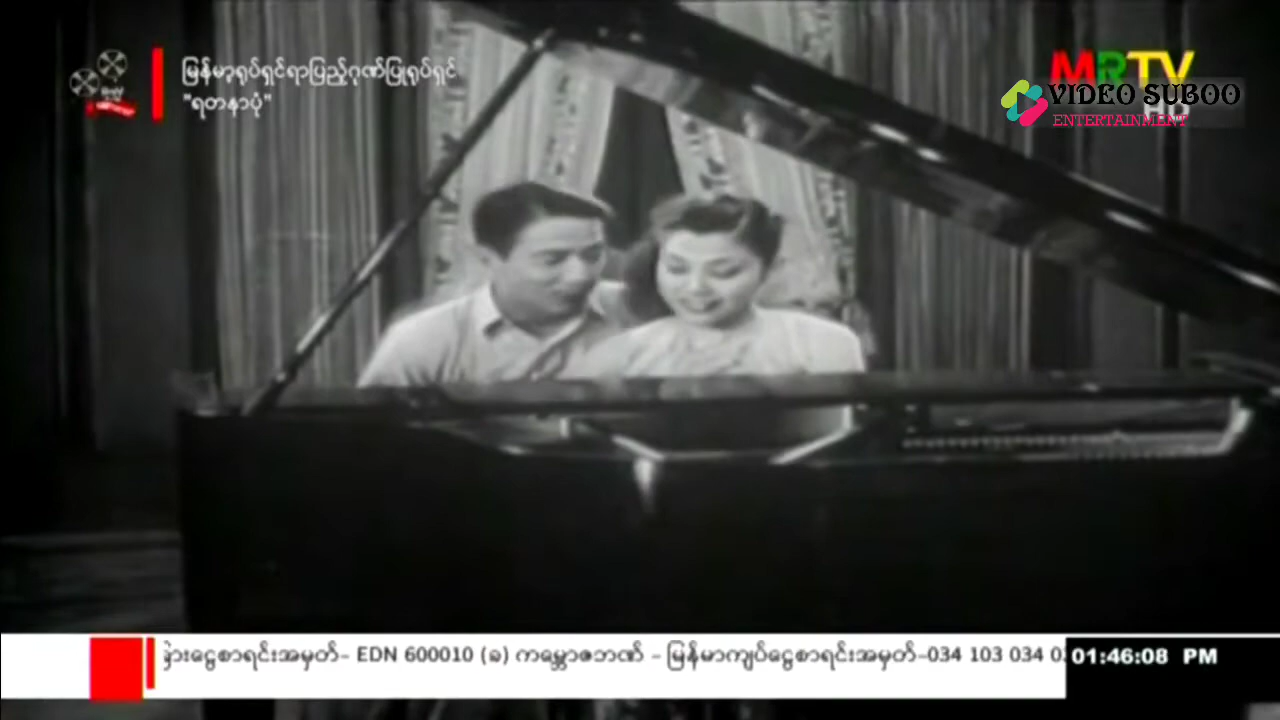 မြန်မာ့ရုပ်ရှင်ရာပြည့်ဂုဏ်ပြုရုပ်ရှင်
"ရတနာပုံ"
MRTV
HD
VIDEO SUBOO
ENTERTAINMENT
ခြားငွေစာရင်းအမှတ်- EDN 600010 (ခ) ကမ္ဘောဇဘဏ် - မြန်မာကျပ်ငွေစာရင်းအမှတ်-034 103 034 0
01:46:08 PM